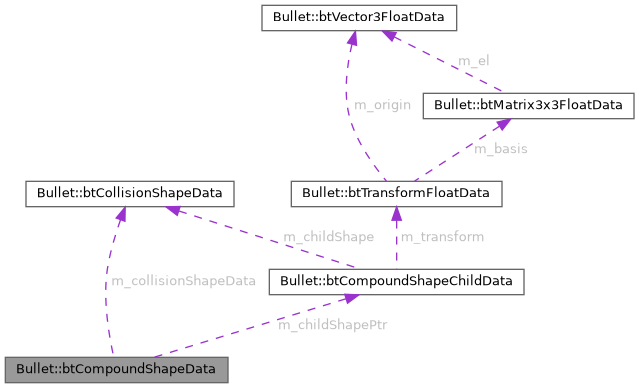 Bullet::btVector3FloatData
m_el
m_origin
Bullet::btMatrix3x3FloatData
m_basis
Bullet::btCollisionShapeData
Bullet::btTransformFloatData
m_childShape
m_transform
m_collisionShapeData
Bullet::btCompoundShapeChildData
m_childShapePtr
Bullet::btCompoundShapeData